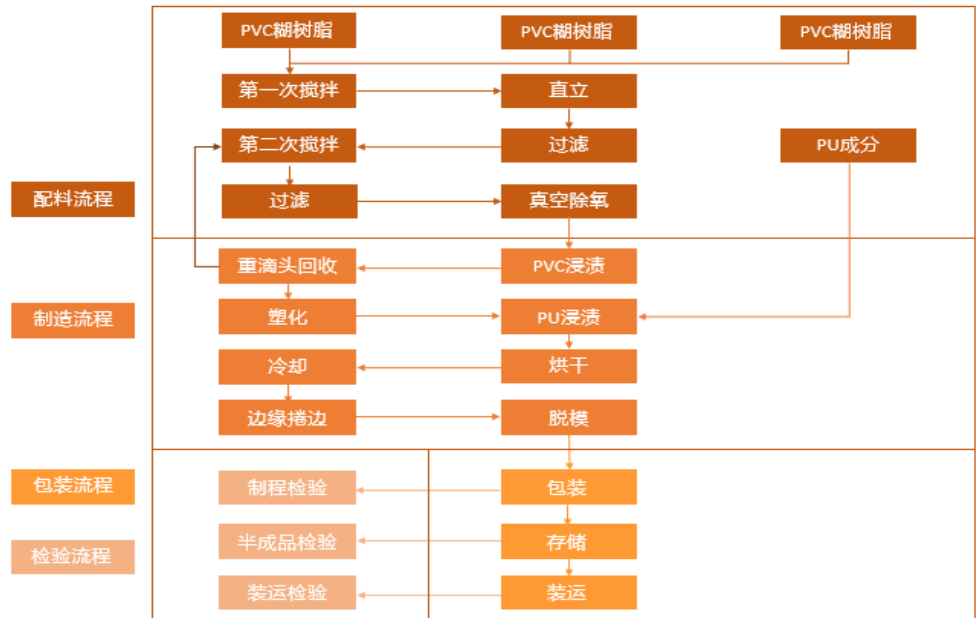 PVC糊树脂
PVC糊树脂
PVC糊树脂
第一次搅拌
直立
第二次搅拌
过滤
PU成分
配料流程
过滤
真空除氧
重滴头回收
PVC浸渍
制造流程
塑化
PU浸渍
冷却
烘干
边缘捲边
脱模
包装流程
制程检验
包装
检验流程
半成品检验
存储
装运检验
装运